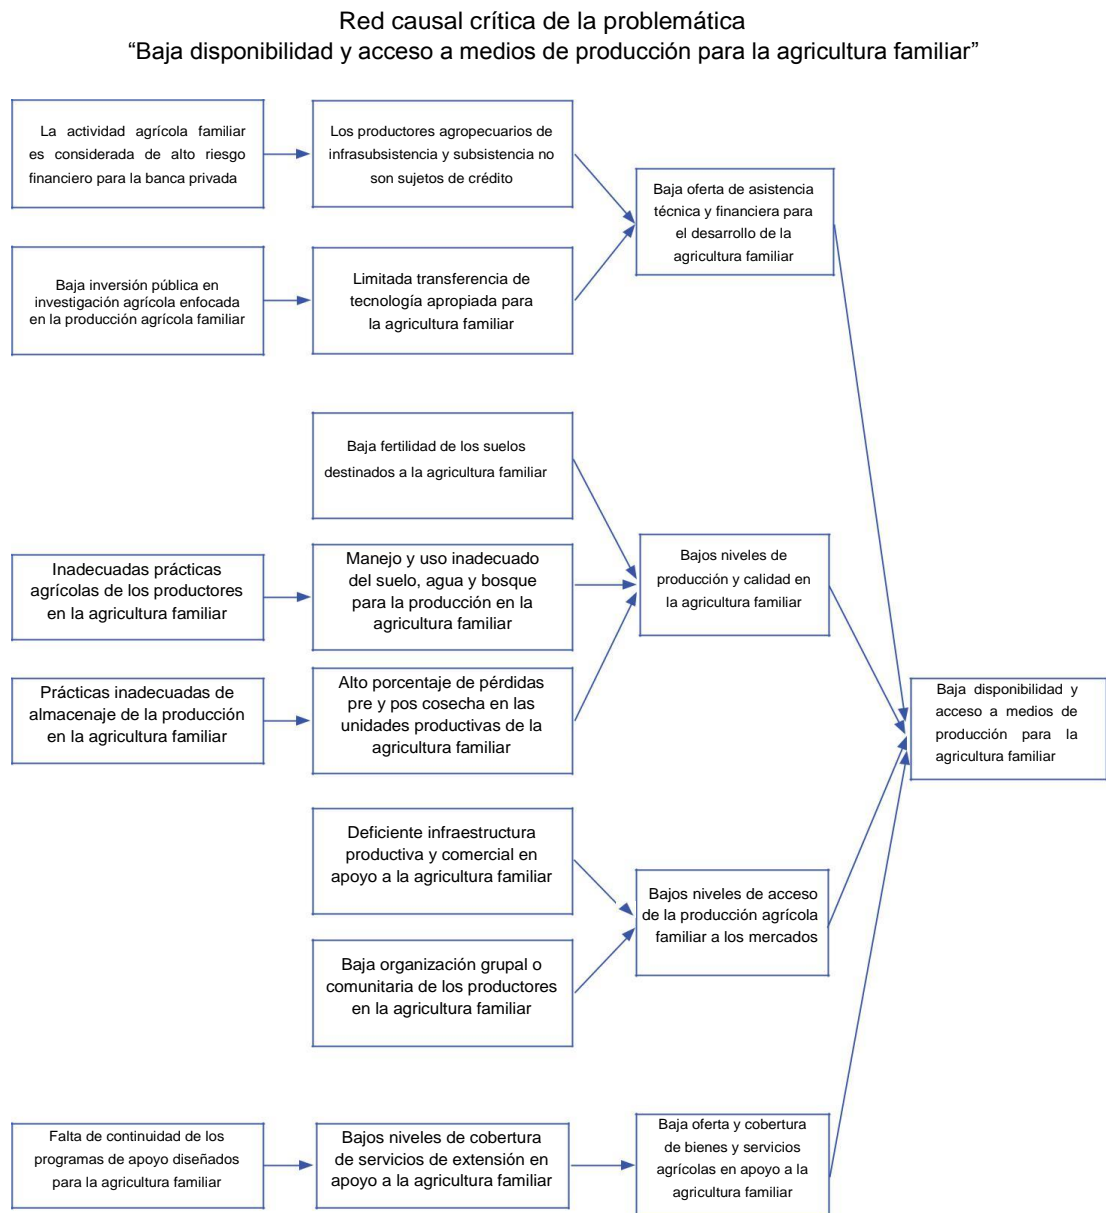 Red causal crítica de la problemática
“Baja disponibilidad y acceso a medios de producción para la agricultura familiar”
La actividad agrícola familiar
es considerada de alto riesgo
financiero para la banca privada
Los productores agropecuarios de
infrasubsistencia y subsistencia no
son sujetos de crédito
Baja oferta de asistencia
técnica y financiera para
el desarrollo de la
agricultura familiar
Baja inversión pública en
investigación agrícola enfocada
en la producción agrícola familiar
Limitada transferencia de
tecnología apropiada para
la agricultura familiar
Baja fertilidad de los suelos
destinados a la agricultura familiar
Inadecuadas prácticas
agrícolas de los productores
en la agricultura familiar
Manejo y uso inadecuado
del suelo, agua y bosque
para la producción en la
agricultura familiar
Bajos niveles de
producción y calidad en
la agricultura familiar
Prácticas inadecuadas de
almacenaje de la producción
en la agricultura familiar
Alto porcentaje de pérdidas
pre y pos cosecha en las
unidades productivas de la
agricultura familiar
Baja disponibilidad y
acceso a medios de
producción para la
agricultura familiar
Deficiente infraestructura
productiva y comercial en
apoyo a la agricultura familiar
Bajos niveles de acceso
de la producción agrícola
familiar a los mercados
Baja organización grupal o
comunitaria de los productores
en la agricultura familiar
Falta de continuidad de los
programas de apoyo diseñados
para la agricultura familiar
Bajos niveles de cobertura
de servicios de extensión en
apoyo a la agricultura familiar
Baja oferta y cobertura
de bienes y servicios
agrícolas en apoyo a la
agricultura familiar